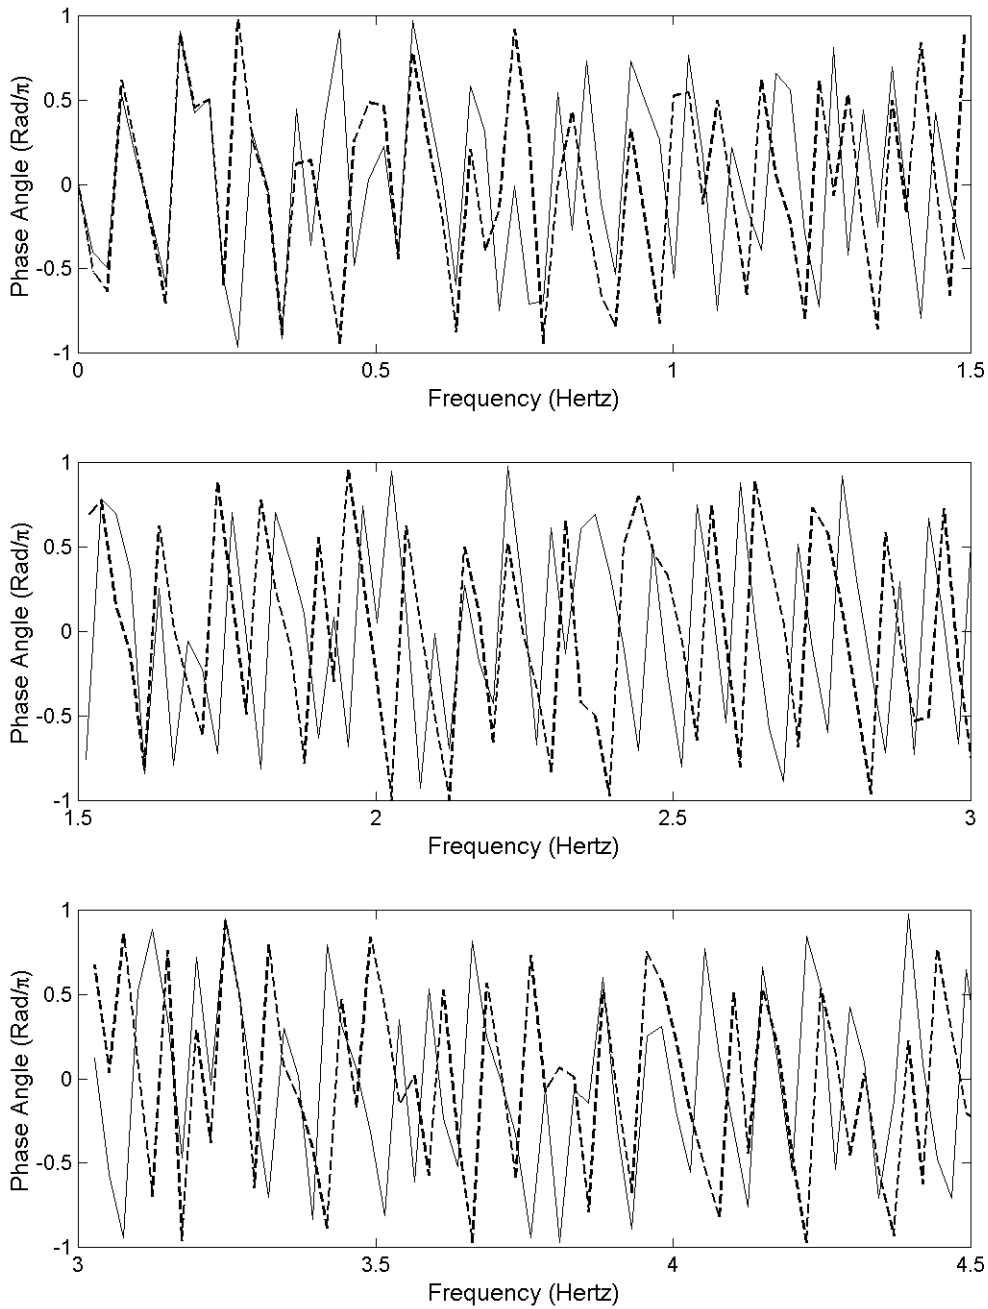 1
0.5
0
-0.5
-1
Phase Angle (Rad/π)
0 0.5 1 1.5
Frequency (Hertz)
1
0.5
0
-0.5
-1
Phase Angle (Rad/π)
1.5 2 2.5 3
Frequency (Hertz)
1
0.5
0
-0.5
-1
Phase Angle (Rad/π)
3 3.5 4 4.5
Frequency (Hertz)